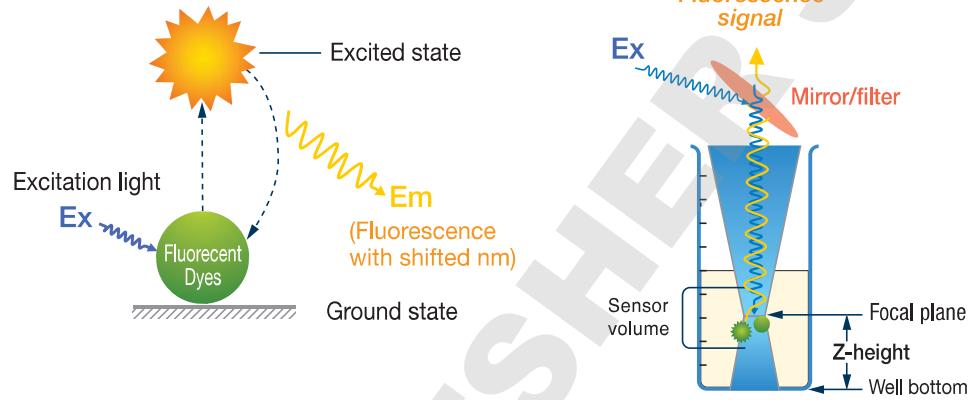 Excited state
Excitation light
Ex
Em
(Fluorescence
with shifted nm)
Fluorecent
Dyes
Ground state
Fluorescence
signal
Ex
Mirror/filter
Sensor
volume
Focal plane
Z-height
Well bottom